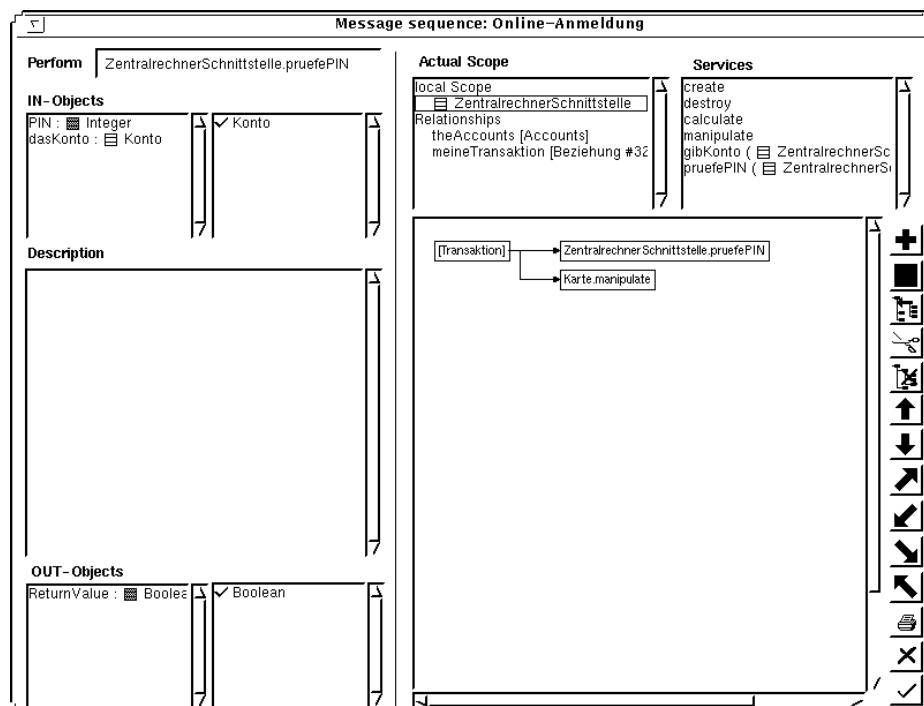 Message sequence: Online-Anmeldung
Perform
ZentralrechnerSchnittstelle.pruefePIN
IN-Objects
PIN : Integer
dasKonto : Konto
Konto
Description
OUT-Objects
ReturnValue : Boolea
Boolean
Actual Scope
local Scope
ZentralrechnerSchnittstelle
Relationships
theAccounts [Accounts]
meineTransaktion [Beziehung #32
Services
create
destroy
calculate
manipulate
gibKonto ( ZentralrechnerSc
pruefePIN ( ZentralrechnerS
[Transaktion]
ZentralrechnerSchnittstelle.pruefePIN
Karte.manipulate